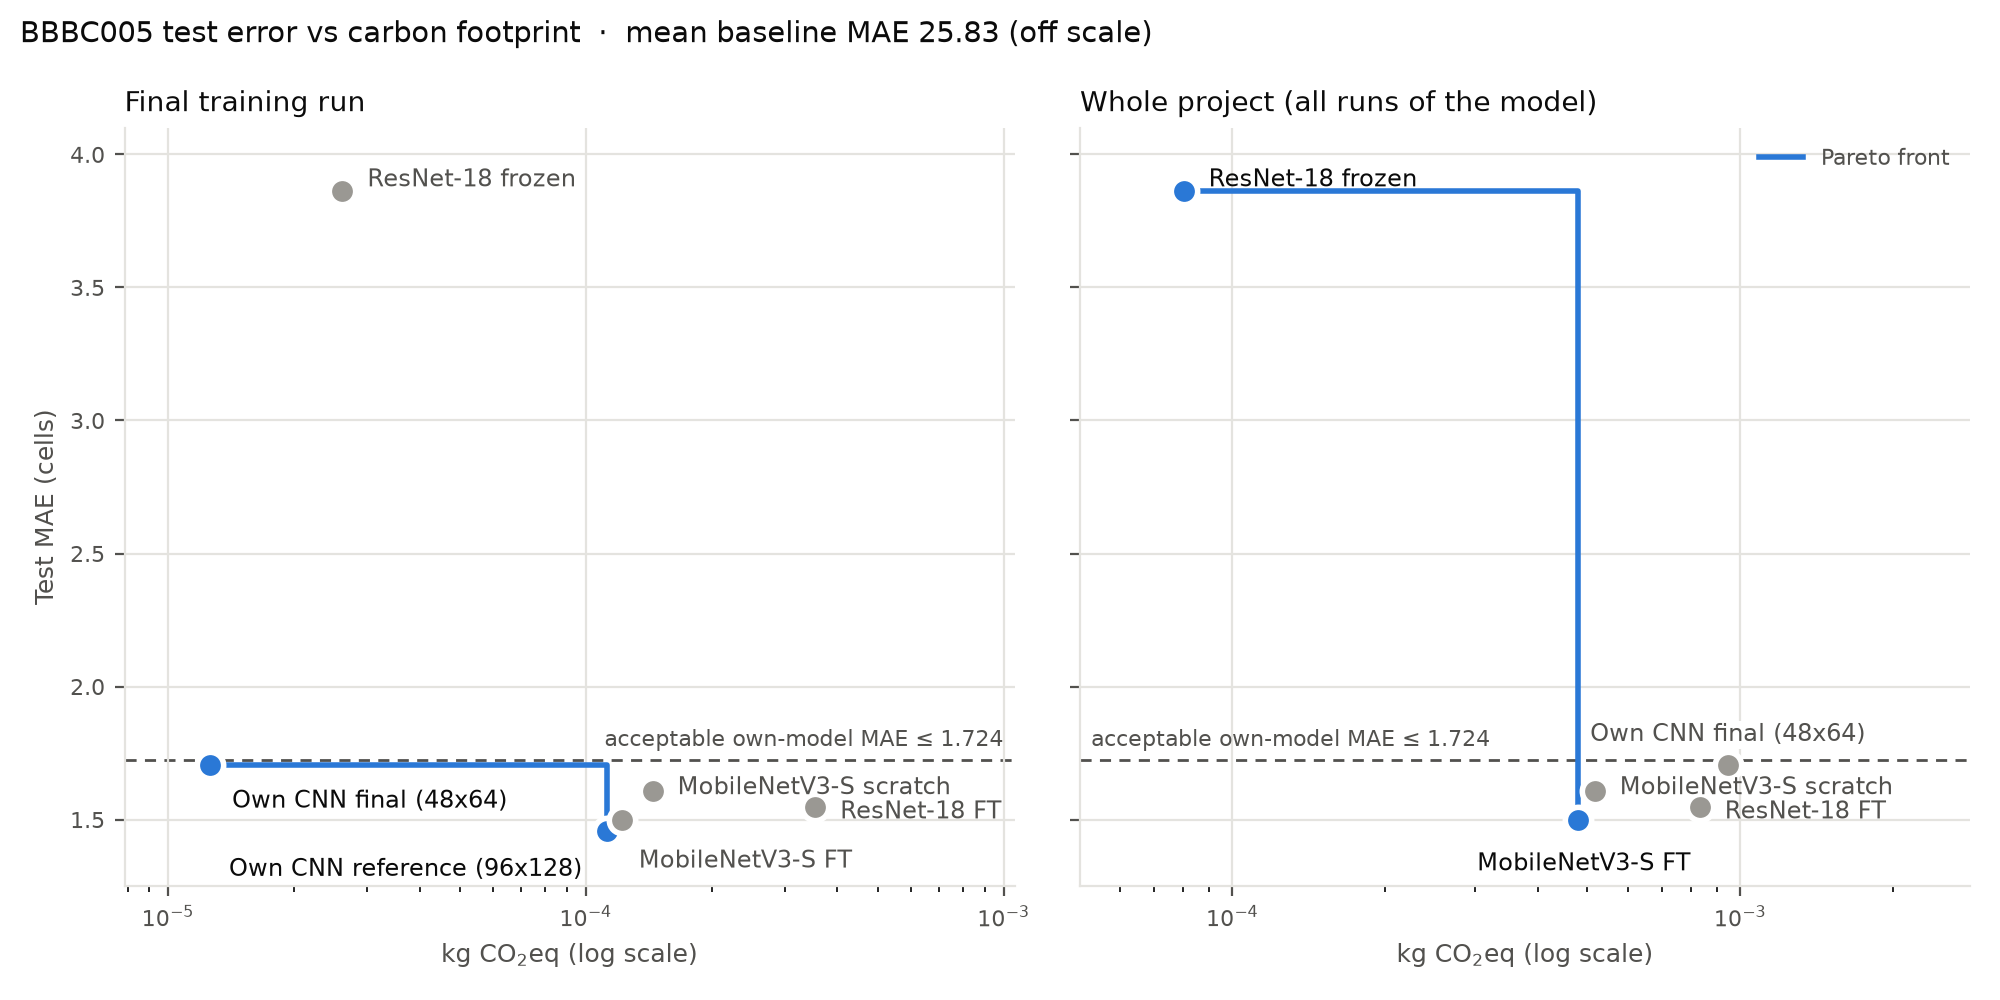 BBBC005 test error vs carbon footprint · mean baseline MAE 25.83 (off scale)
Final training run
Test MAE (cells)
4.0
3.5
3.0
2.5
2.0
1.5
ResNet-18 frozen
acceptable own-model MAE ≤ 1.724
MobileNetV3-S scratch
Own CNN final (48x64)
ResNet-18 FT
MobileNetV3-S FT
Own CNN reference (96x128)
10⁻⁵ 10⁻⁴ 10⁻³
kg CO₂eq (log scale)
Whole project (all runs of the model)
Pareto front
ResNet-18 frozen
Own CNN final (48x64)
acceptable own-model MAE ≤ 1.724
MobileNetV3-S scratch
ResNet-18 FT
MobileNetV3-S FT
10⁻⁴ 10⁻³
kg CO₂eq (log scale)